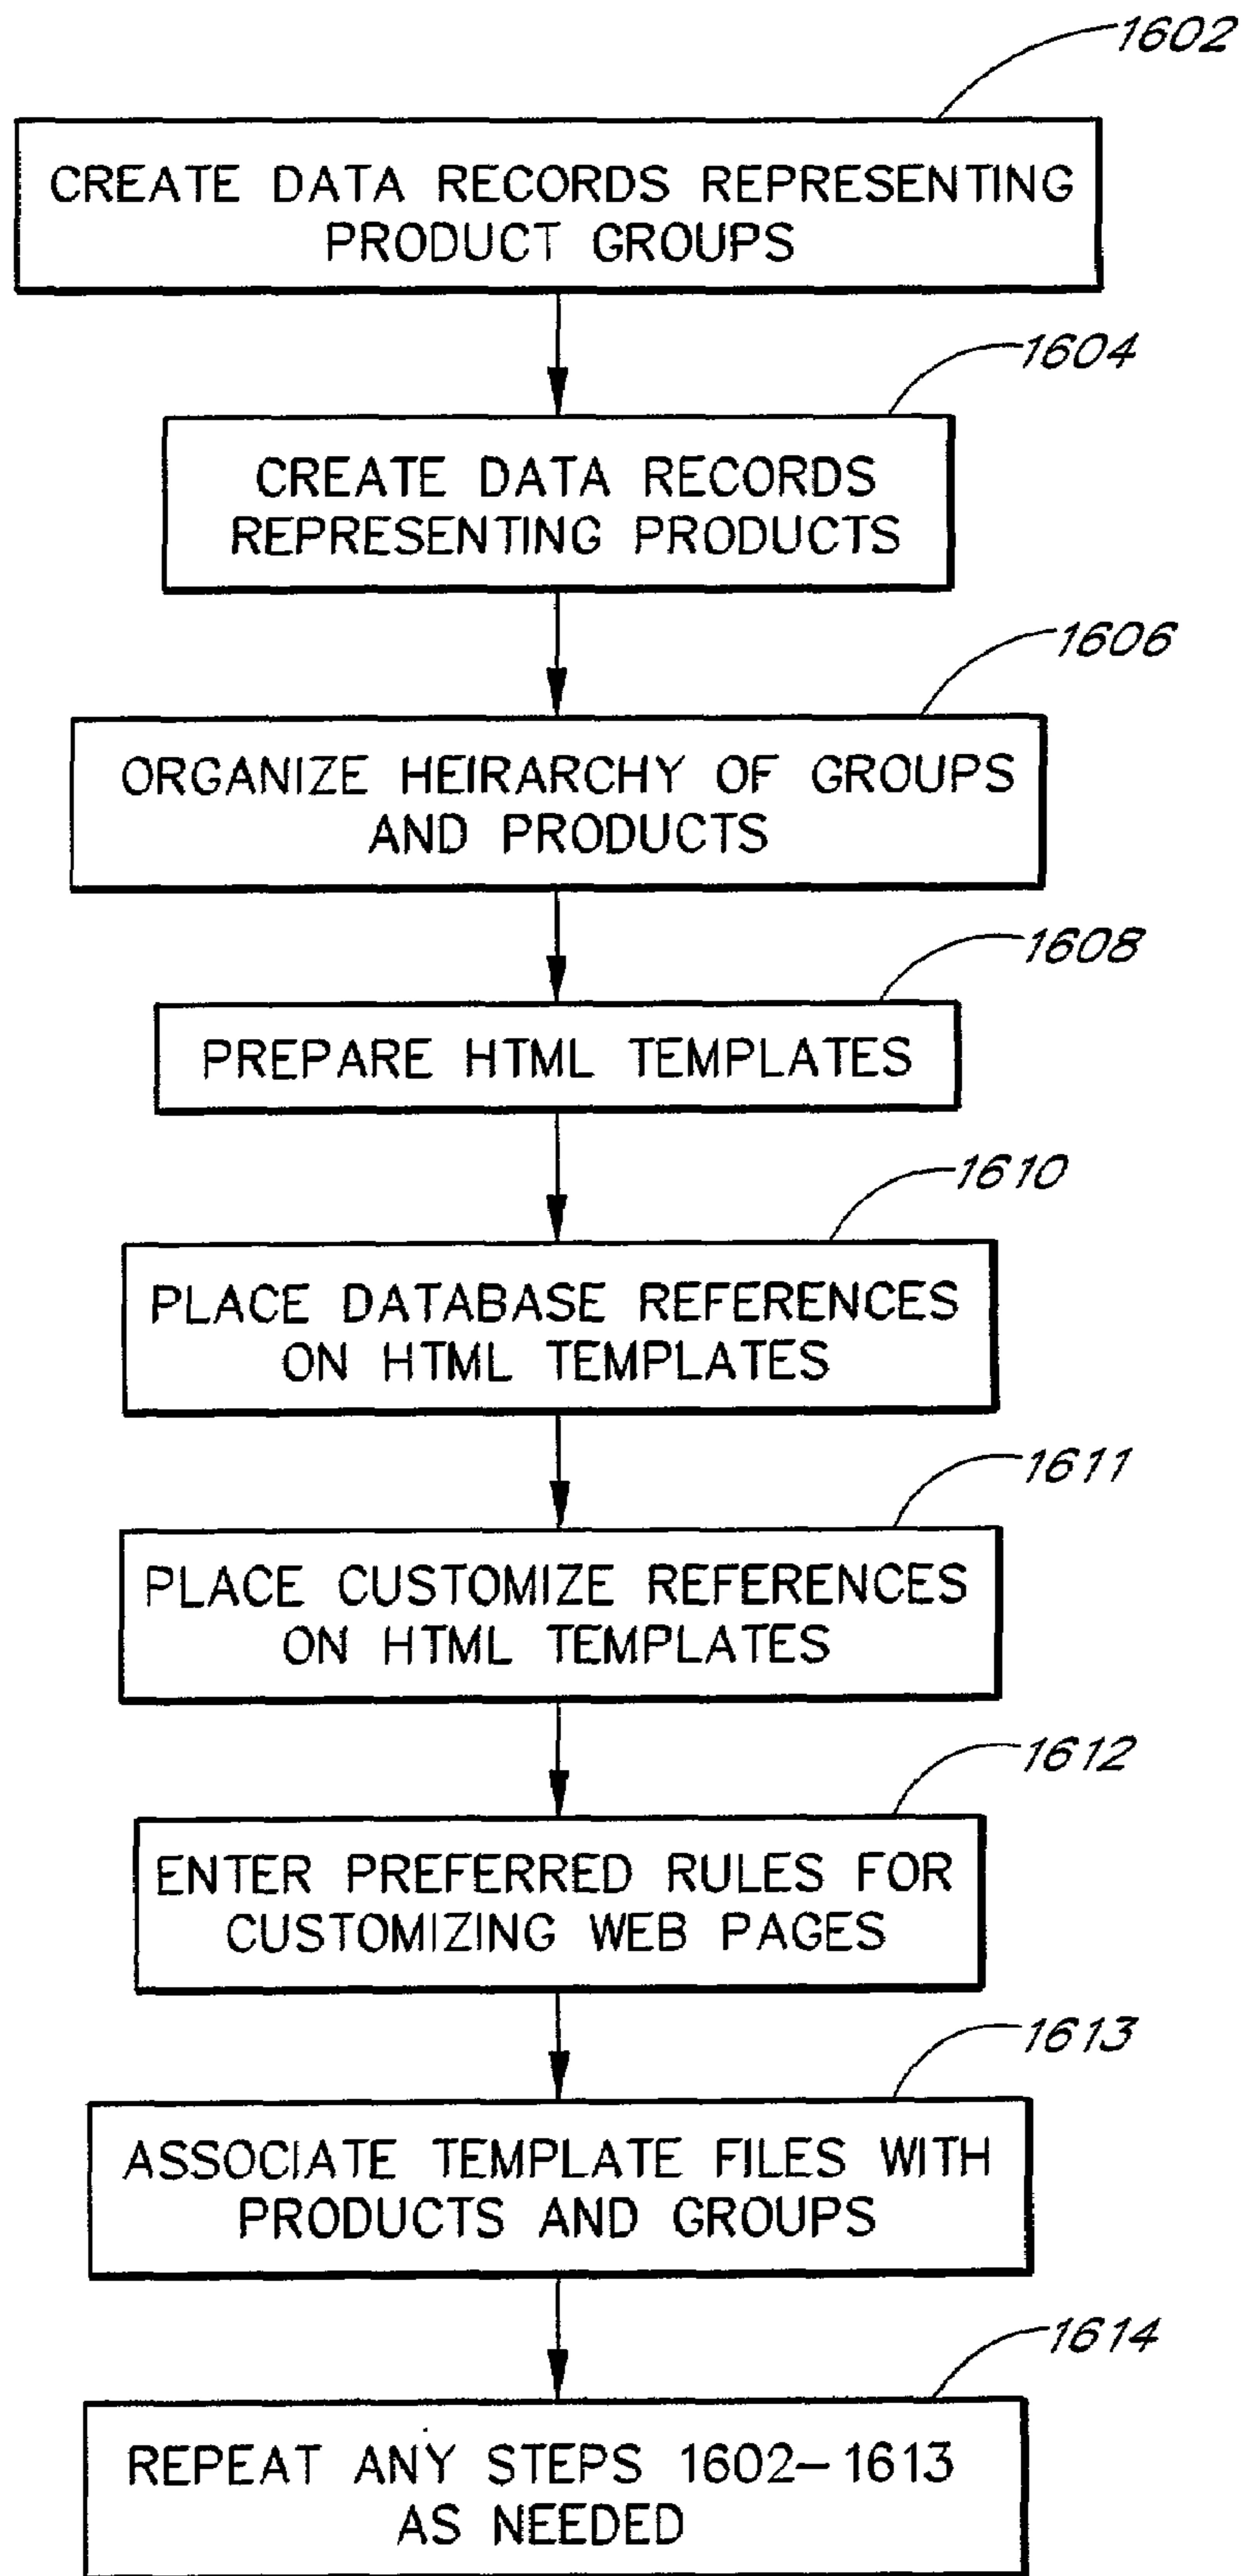 1602
CREATE DATA RECORDS REPRESENTING
PRODUCT GROUPS
1604
CREATE DATA RECORDS
REPRESENTING PRODUCTS
1606
ORGANIZE HEIRARCHY OF GROUPS
AND PRODUCTS
1608
PREPARE HTML TEMPLATES
1610
PLACE DATABASE REFERENCES
ON HTML TEMPLATES
1611
PLACE CUSTOMIZE REFERENCES
ON HTML TEMPLATES
1612
ENTER PREFERRED RULES FOR
CUSTOMIZING WEB PAGES
1613
ASSOCIATE TEMPLATE FILES WITH
PRODUCTS AND GROUPS
1614
REPEAT ANY STEPS 1602-1613
AS NEEDED